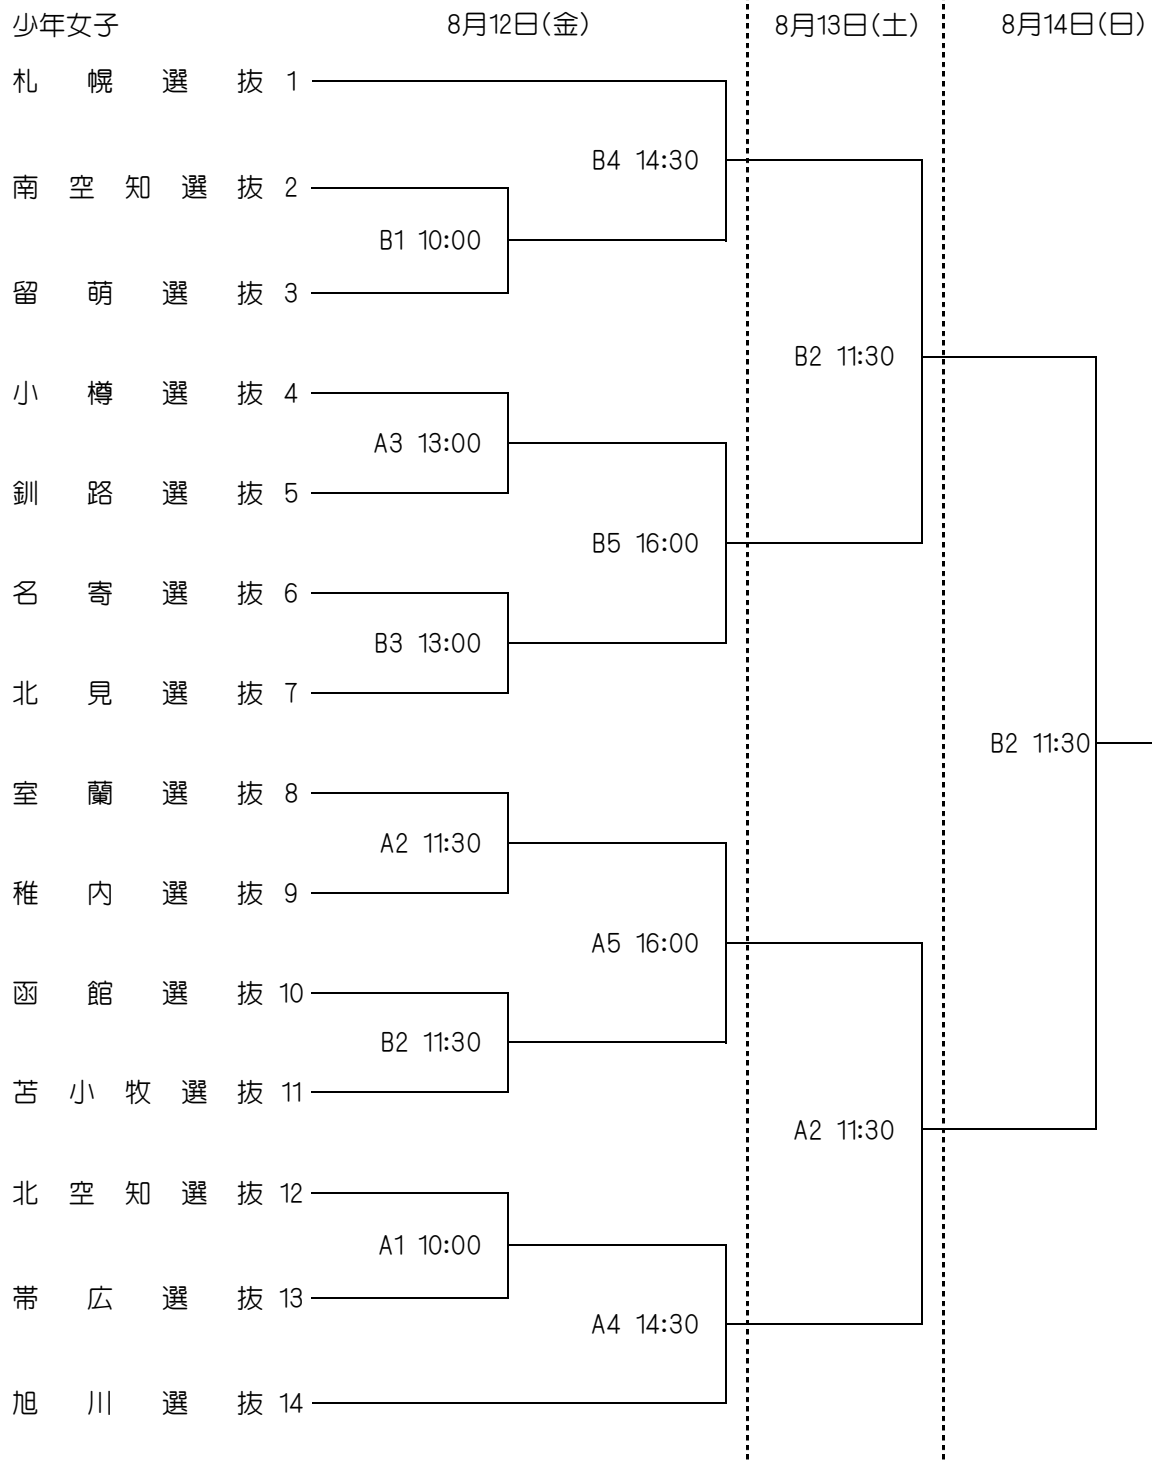 少年女子 8月12日(金) 8月13日(土) 8月14日(日)
札幌選抜 1
B4 14:30
南空知選抜 2
B1 10:00
留萌選抜 3
B2 11:30
小樽選抜 4
A3 13:00
釧路選抜 5
B5 16:00
名寄選抜 6
B3 13:00
北見選抜 7
B2 11:30
室蘭選抜 8
A2 11:30
稚内選抜 9
A5 16:00
函館選抜 10
B2 11:30
苫小牧選抜 11
A2 11:30
北空知選抜 12
A1 10:00
帯広選抜 13
A4 14:30
旭川選抜 14